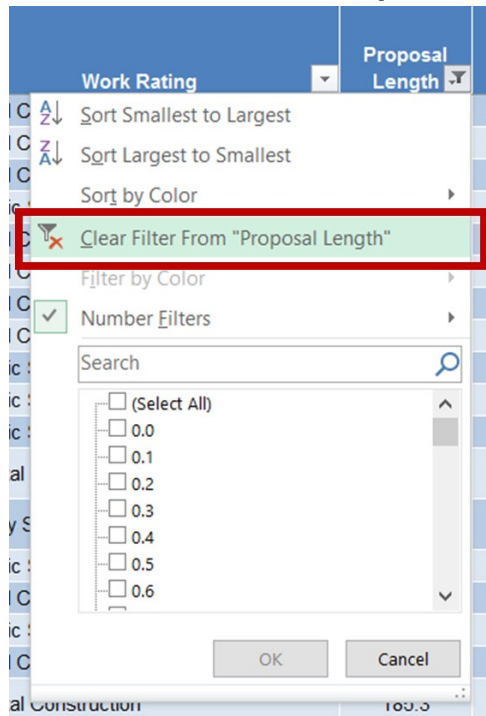 Proposal
Work Rating
Length
Sort Smallest to Largest
Sort Largest to Smallest
Sort by Color
Clear Filter From "Proposal Length"
Filter by Color
Number Filters
Search
(Select All)
0.0
0.1
0.2
0.3
0.4
0.5
0.6
OK
Cancel
al Construction
185.3